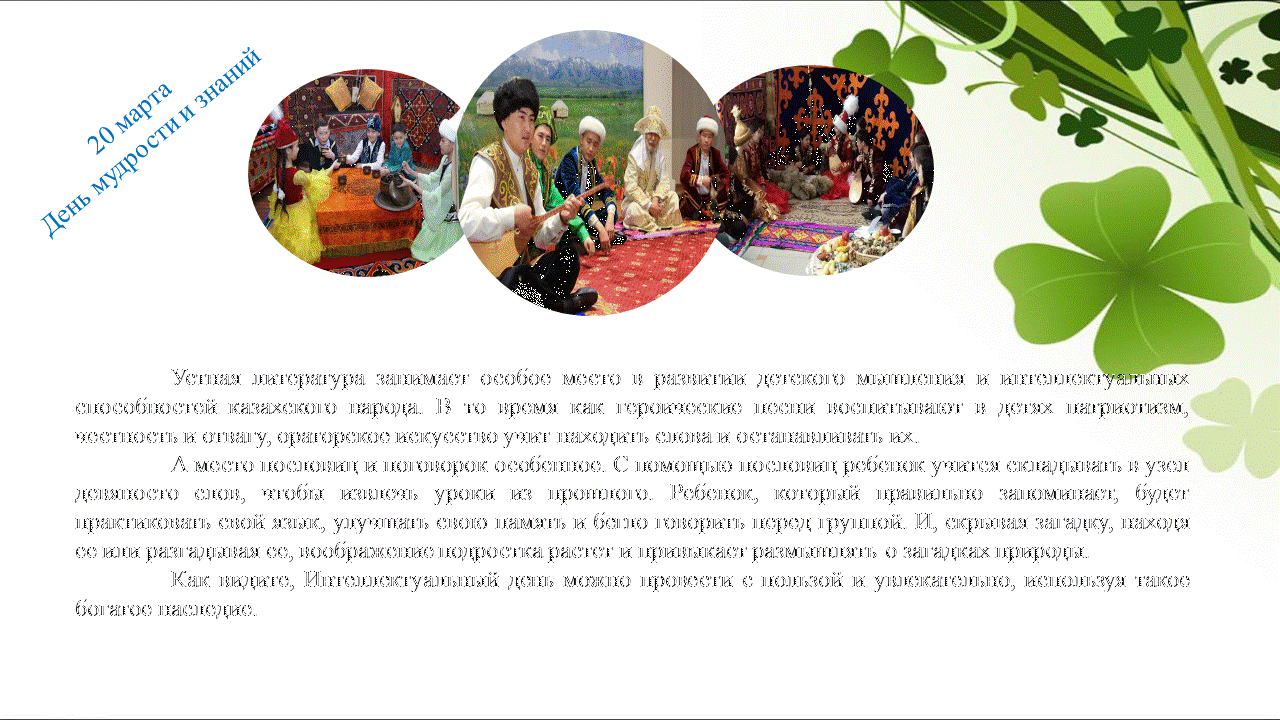 20 марта
День мудрости и знаний
Устная литература занимает особое место в развитии детского мышления и интеллектуальных
способностей казахского народа. В то время как героические песни воспитывают в детях патриотизм,
честность и отвагу, ораторское искусство учит находить слова и останавливать их.
А место пословиц и поговорок особенное. С помощью пословиц ребенок учится складывать в узел
девяносто слов, чтобы извлечь уроки из прошлого. Ребенок, который правильно запоминает, будет
практиковать свой язык, улучшать свою память и бегло говорить перед группой. И, скрывая загадку, находя
ее или разгадывая ее, воображение подростка растет и привыкает размышлять о загадках природы.
Как видите, Интеллектуальный день можно провести с пользой и увлекательно, используя такое
богатое наследие.